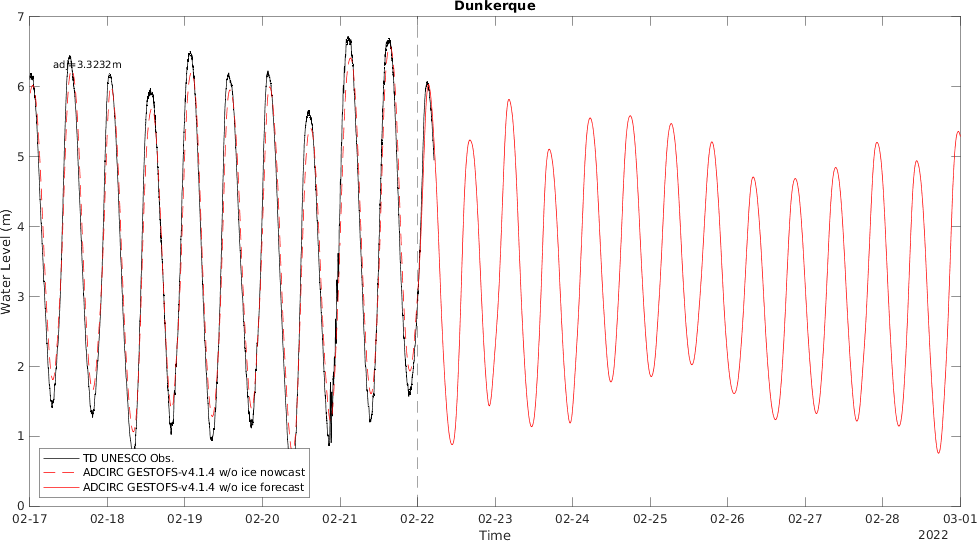 Dunkerque
7
6
5
4
3
2
1
0
Water Level (m)
adj=3.3232m
TD UNESCO Obs.
ADCIRC GESTOFS-v4.1.4 w/o ice nowcast
ADCIRC GESTOFS-v4.1.4 w/o ice forecast
02-17 02-18 02-19 02-20 02-21 02-22 02-23 02-24 02-25 02-26 02-27 02-28 03-01
Time
2022